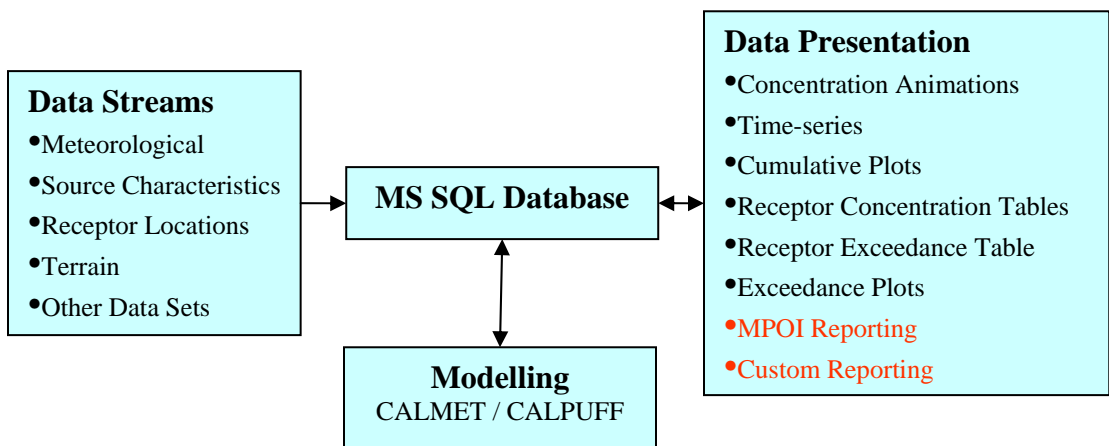 Data Streams
•Meteorological
•Source Characteristics
•Receptor Locations
•Terrain
•Other Data Sets
MS SQL Database
Modelling
CALMET / CALPUFF
Data Presentation
•Concentration Animations
•Time-series
•Cumulative Plots
•Receptor Concentration Tables
•Receptor Exceedance Table
•Exceedance Plots
•MPOI Reporting
•Custom Reporting